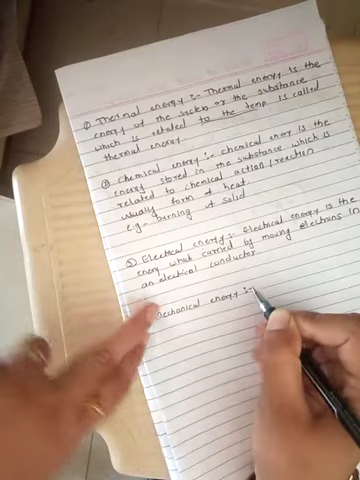 ① Thermal energy :- Thermal energy is the
energy of the system or the substance
which is related to the temp is called
thermal energy.
② Chemical energy :- chemical energy is the
energy stored in the substance which is
related to chemical action / reaction
usually form of heat.
e.g- burning of solid
③ Electrical energy :- Electrical energy is the
energy which carried by moving electrons in
an electrical conductor
Mechanical energy :-